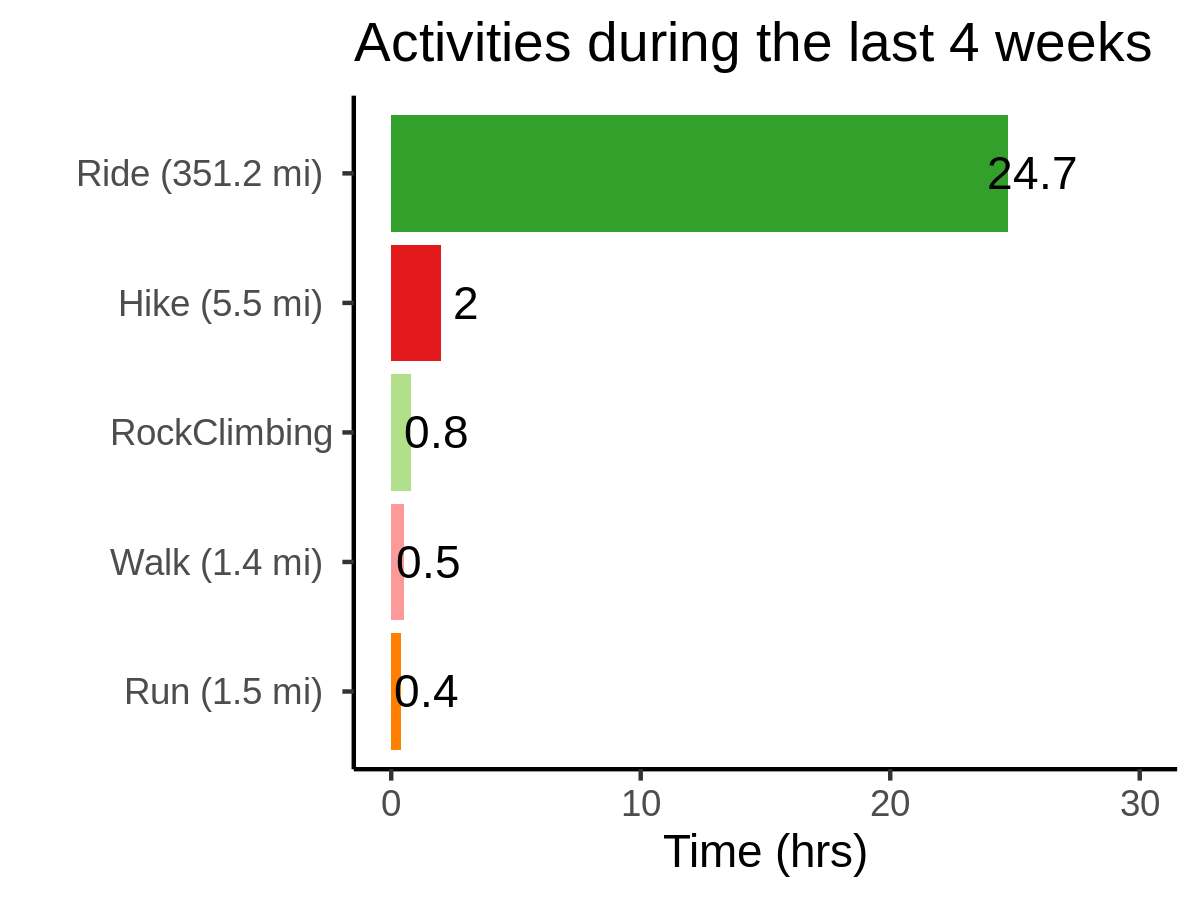 Activities during the last 4 weeks
Ride (351.2 mi) 24.7
Hike (5.5 mi) 2
RockClimbing 0.8
Walk (1.4 mi) 0.5
Run (1.5 mi) 0.4
0 10 20 30
Time (hrs)